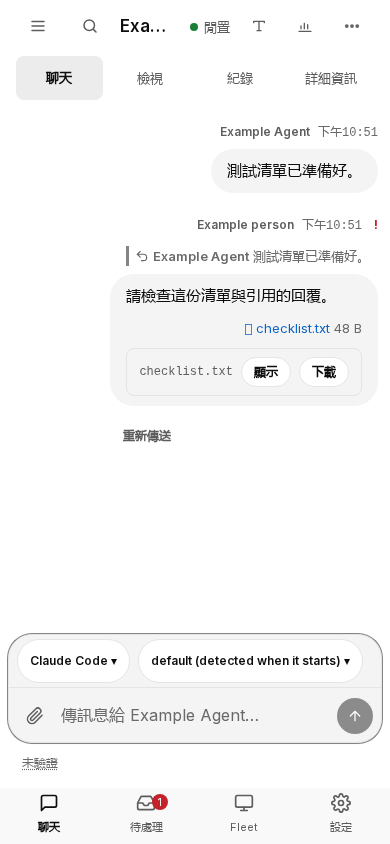 Exa…
閒置
聊天
檢視
紀錄
詳細資訊
Example Agent 下午10:51
測試清單已準備好。
Example person 下午10:51 !
Example Agent 測試清單已準備好。
請檢查這份清單與引用的回覆。
checklist.txt 48 B
checklist.txt
顯示
下載
重新傳送
Claude Code ▾
default (detected when it starts) ▾
傳訊息給 Example Agent…
未驗證
1
聊天
待處理
Fleet
設定